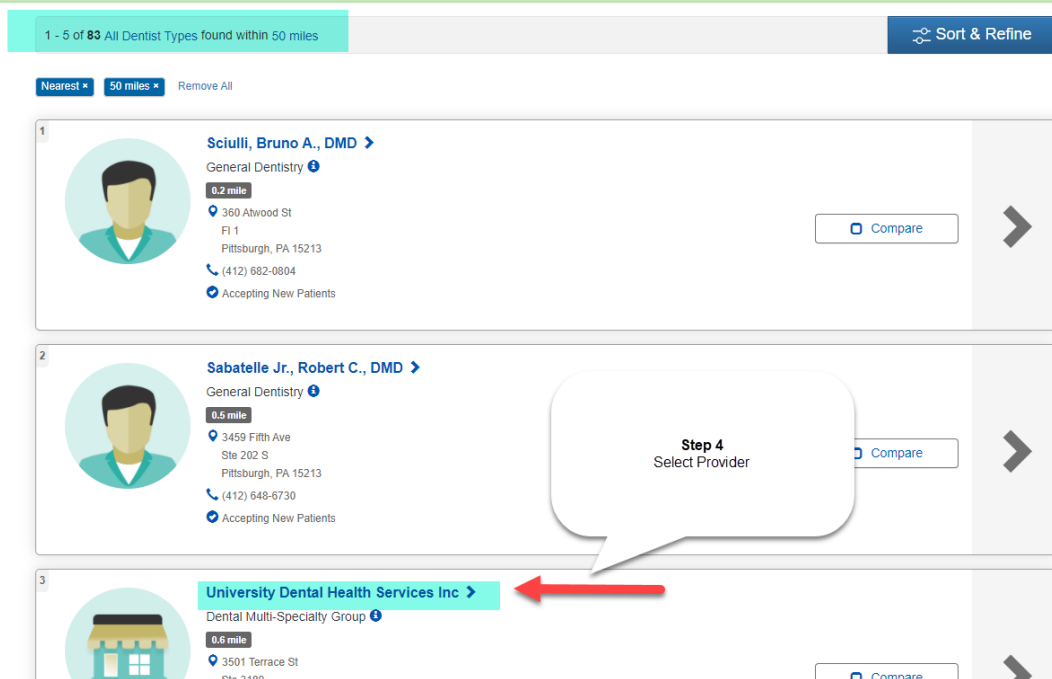 1 - 5 of 83 All Dentist Types found within 50 miles
Sort & Refine
Nearest × 50 miles × Remove All
1
Sciulli, Bruno A., DMD
General Dentistry
0.2 mile
360 Atwood St
Fl 1
Pittsburgh, PA 15213
(412) 682-0804
Accepting New Patients
Compare
2
Sabatelle Jr., Robert C., DMD
General Dentistry
0.5 mile
3459 Fifth Ave
Ste 202 S
Pittsburgh, PA 15213
(412) 648-6730
Accepting New Patients
Compare
Step 4
Select Provider
3
University Dental Health Services Inc
Dental Multi-Specialty Group
0.6 mile
3501 Terrace St
Compare